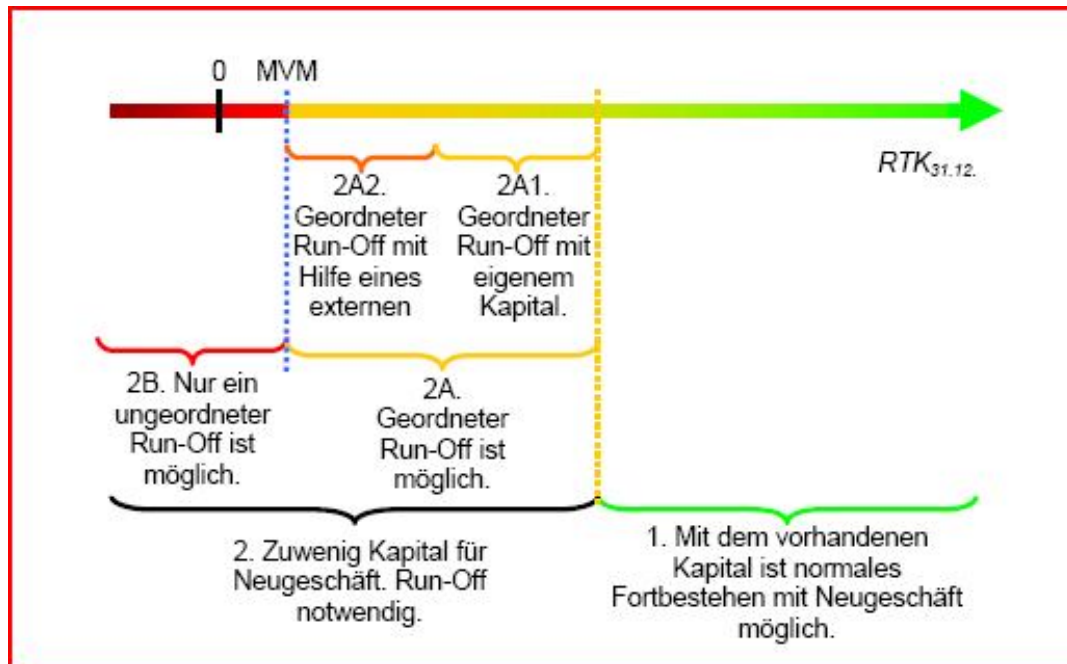 0
MVM
RTK31.12.
2A2.
Geordneter
Run-Off mit
Hilfe eines
externen
2A1.
Geordneter
Run-Off mit
eigenem
Kapital.
2B. Nur ein
ungeordneter
Run-Off ist
möglich.
2A.
Geordneter
Run-Off ist
möglich.
2. Zuwenig Kapital für
Neugeschäft. Run-Off
notwendig.
1. Mit dem vorhandenen
Kapital ist normales
Fortbestehen mit Neugeschäft
möglich.